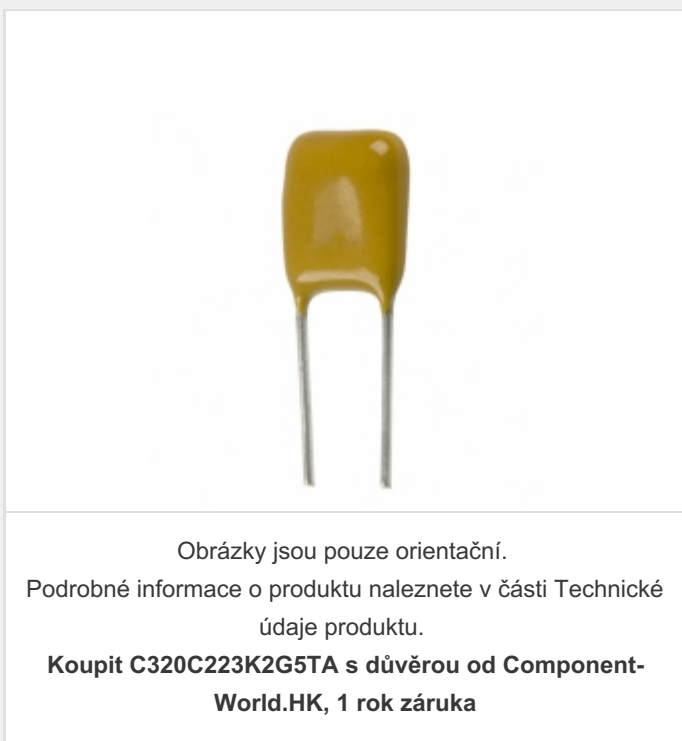 Obrázky jsou pouze orientační.
Podrobné informace o produktu naleznete v části Technické
údaje produktu.
Koupit C320C223K2G5TA s důvěrou od Component-
World.HK, 1 rok záruka